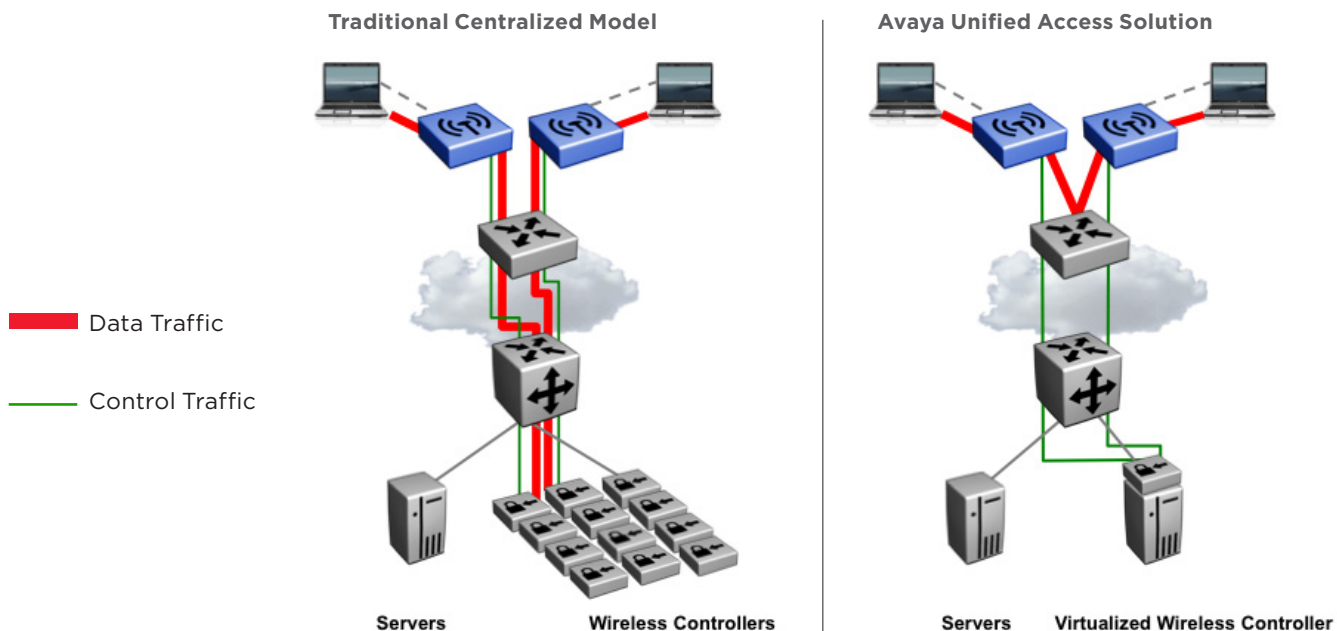 Traditional Centralized Model
Avaya Unified Access Solution
Data Traffic
Control Traffic
Servers
Wireless Controllers
Servers
Virtualized Wireless Controller